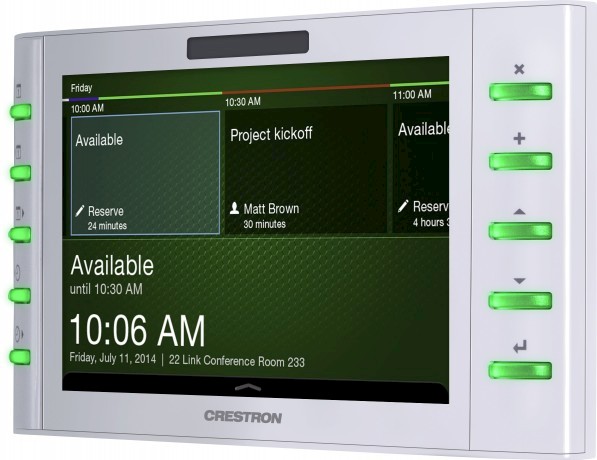 Friday
10:00 AM
10:30 AM
11:00 AM
Available
Project kickoff
Available
Reserve
24 minutes
Matt Brown
30 minutes
Reserv
4 hours 3
Available
until 10:30 AM
10:06 AM
Friday, July 11, 2014 | 22 Link Conference Room 233
CRESTRON